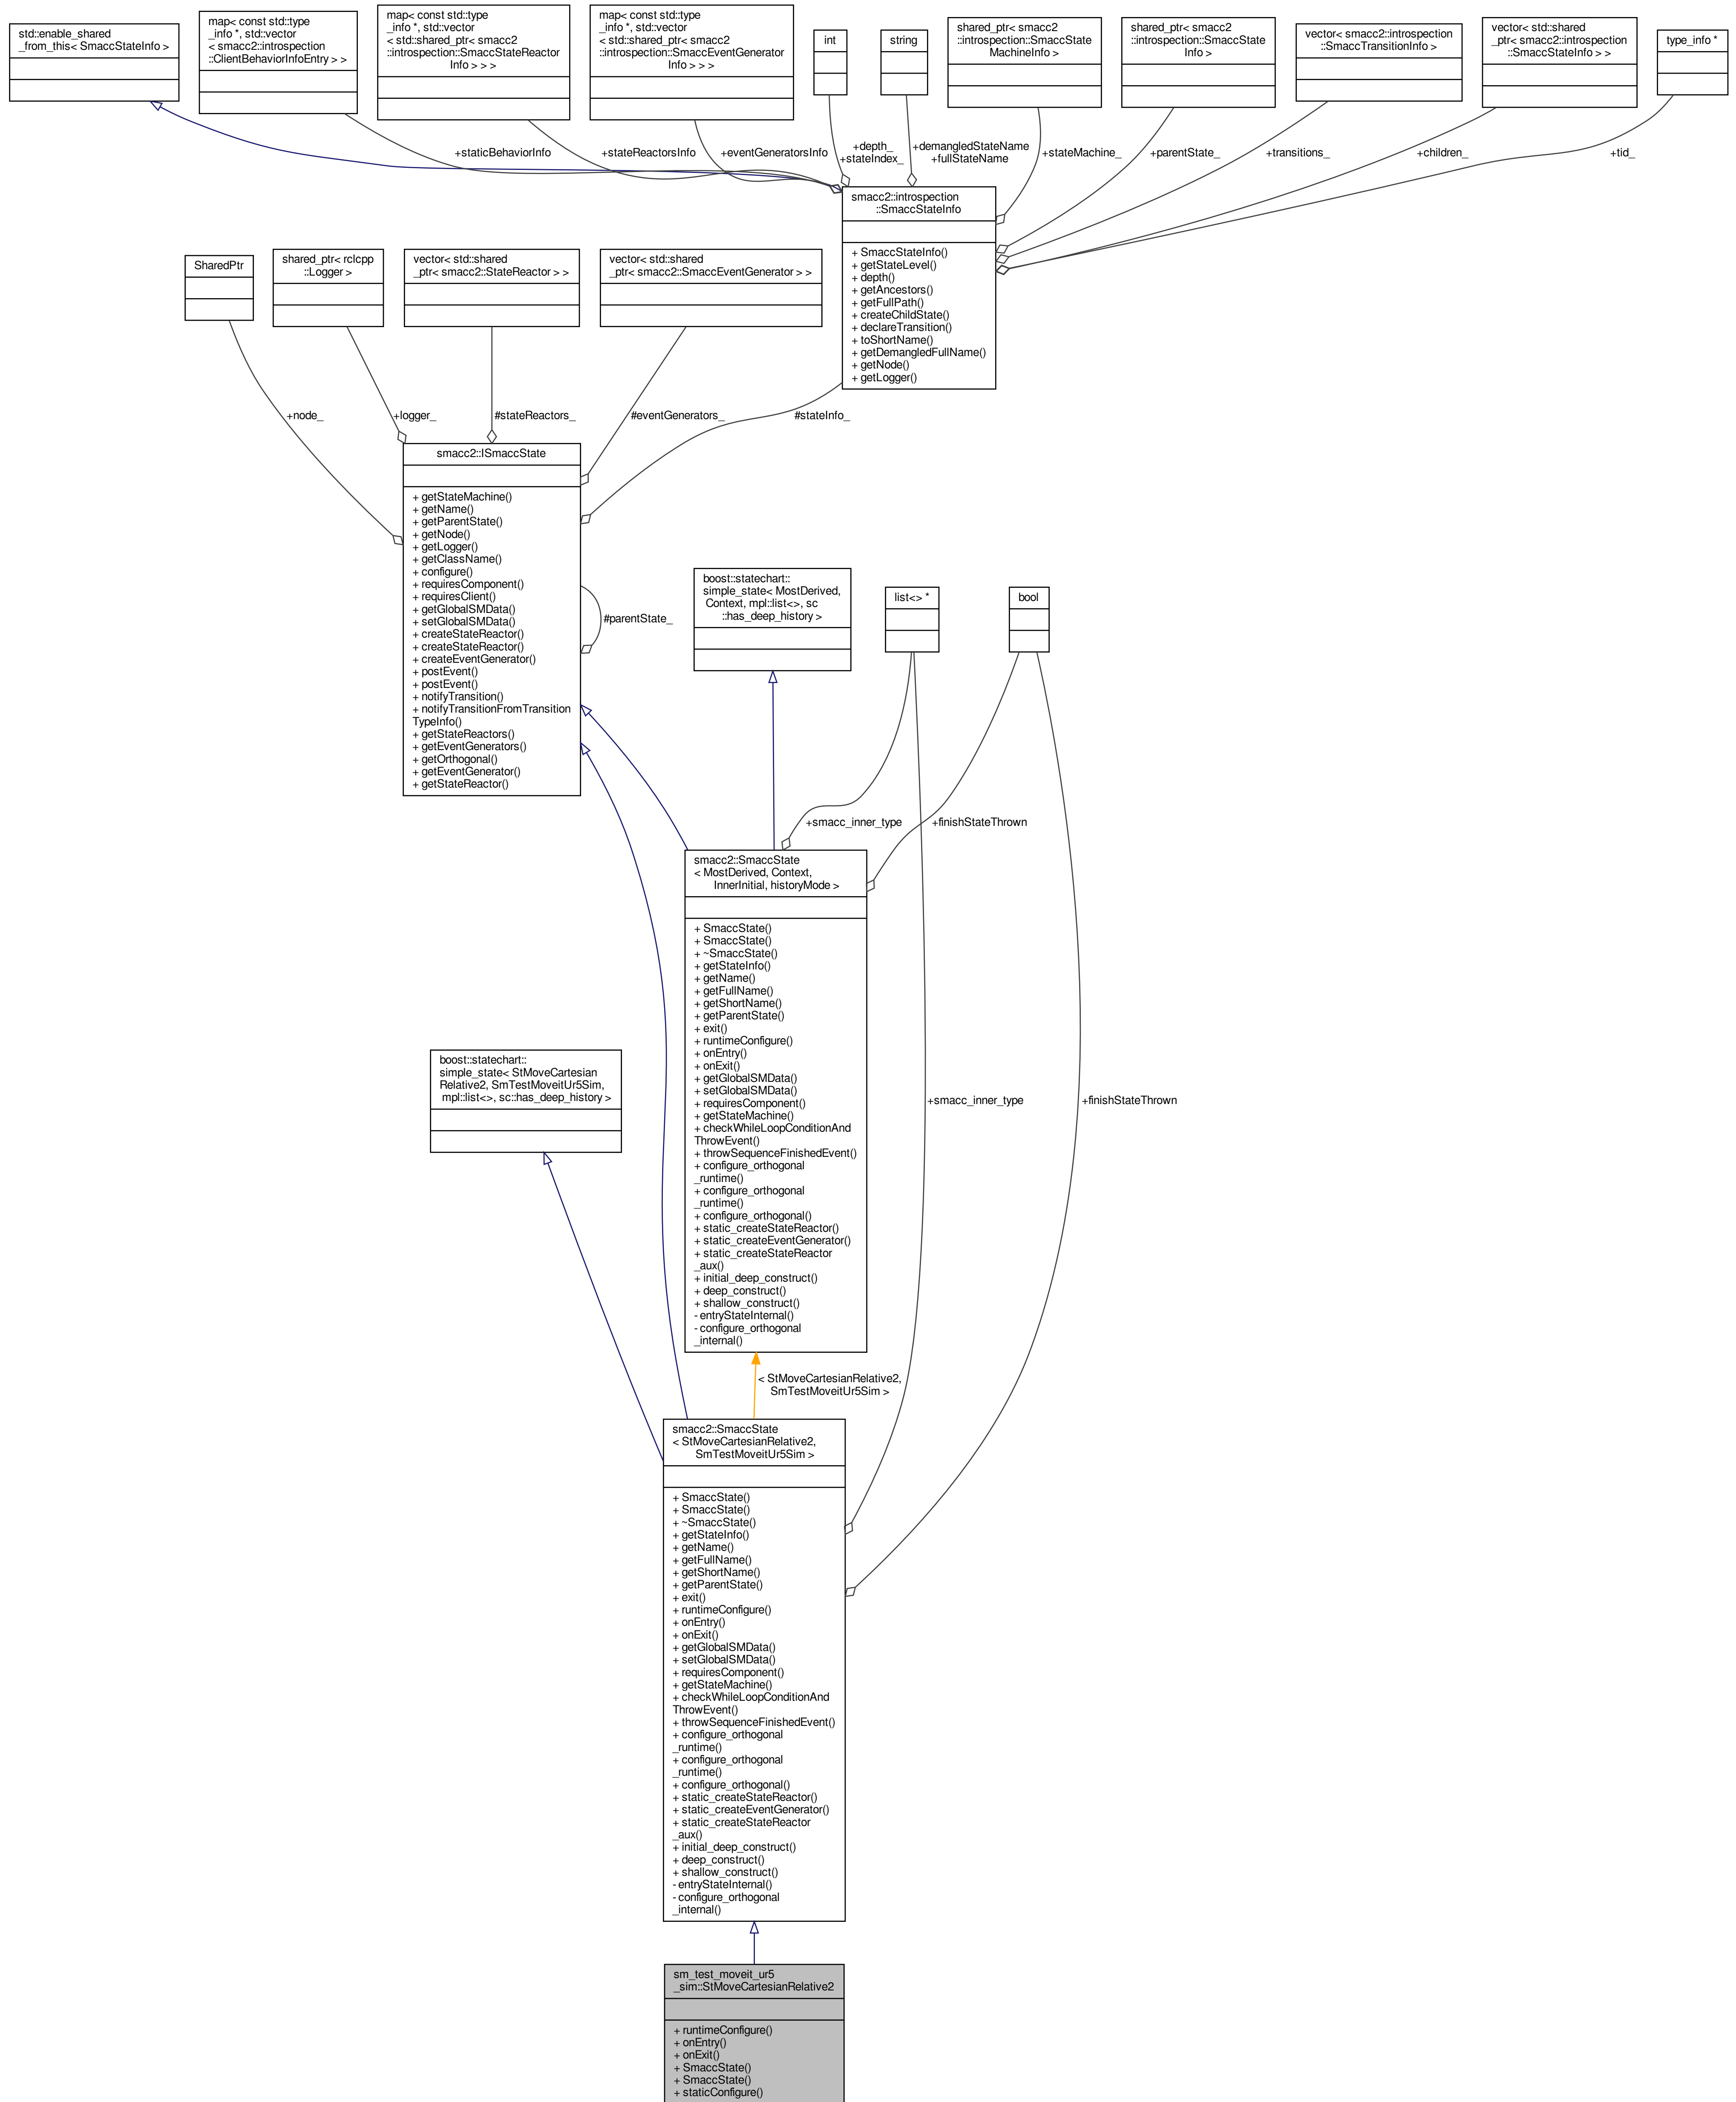 std::enable_shared
_from_this< SmaccStateInfo >
map< const std::type
_info *, std::vector
< smacc2::introspection
::ClientBehaviorInfoEntry > >
map< const std::type
_info *, std::vector
< std::shared_ptr< smacc2
::introspection::SmaccStateReactor
Info > > >
map< const std::type
_info *, std::vector
< std::shared_ptr< smacc2
::introspection::SmaccEventGenerator
Info > > >
int
string
shared_ptr< smacc2
::introspection::SmaccState
MachineInfo >
shared_ptr< smacc2
::introspection::SmaccState
Info >
vector< smacc2::introspection
::SmaccTransitionInfo >
vector< std::shared
_ptr< smacc2::introspection
::SmaccStateInfo > >
type_info *
+staticBehaviorInfo
+stateReactorsInfo
+eventGeneratorsInfo
+depth_
+stateIndex_
+demangledStateName
+fullStateName
+stateMachine_
+parentState_
+transitions_
+children_
+tid_
smacc2::introspection
::SmaccStateInfo
+ SmaccStateInfo()
+ getStateLevel()
+ depth()
+ getAncestors()
+ getFullPath()
+ createChildState()
+ declareTransition()
+ toShortName()
+ getDemangledFullName()
+ getNode()
+ getLogger()
SharedPtr
shared_ptr< rclcpp
::Logger >
vector< std::shared
_ptr< smacc2::StateReactor > >
vector< std::shared
_ptr< smacc2::SmaccEventGenerator > >
+node_
+logger_
#stateReactors_
#eventGenerators_
#stateInfo_
smacc2::ISmaccState
+ getStateMachine()
+ getName()
+ getParentState()
+ getNode()
+ getLogger()
+ getClassName()
+ configure()
+ requiresComponent()
+ requiresClient()
+ getGlobalSMData()
+ setGlobalSMData()
+ createStateReactor()
+ createStateReactor()
+ createEventGenerator()
+ postEvent()
+ postEvent()
+ notifyTransition()
+ notifyTransitionFromTransition
TypeInfo()
+ getStateReactors()
+ getEventGenerators()
+ getOrthogonal()
+ getEventGenerator()
+ getStateReactor()
#parentState_
boost::statechart::
simple_state< MostDerived,
Context, mpl::list<>, sc
::has_deep_history >
list<> *
bool
+smacc_inner_type
+finishStateThrown
smacc2::SmaccState
< MostDerived, Context,
InnerInitial, historyMode >
+ SmaccState()
+ SmaccState()
+ ~SmaccState()
+ getStateInfo()
+ getName()
+ getFullName()
+ getShortName()
+ getParentState()
+ exit()
+ runtimeConfigure()
+ onEntry()
+ onExit()
+ getGlobalSMData()
+ setGlobalSMData()
+ requiresComponent()
+ getStateMachine()
+ checkWhileLoopConditionAnd
ThrowEvent()
+ throwSequenceFinishedEvent()
+ configure_orthogonal
_runtime()
+ configure_orthogonal
_runtime()
+ configure_orthogonal()
+ static_createStateReactor()
+ static_createEventGenerator()
+ static_createStateReactor
_aux()
+ initial_deep_construct()
+ deep_construct()
+ shallow_construct()
- entryStateInternal()
- configure_orthogonal
_internal()
boost::statechart::
simple_state< StMoveCartesian
Relative2, SmTestMoveitUr5Sim,
mpl::list<>, sc::has_deep_history >
+smacc_inner_type
+finishStateThrown
< StMoveCartesianRelative2,
SmTestMoveitUr5Sim >
smacc2::SmaccState
< StMoveCartesianRelative2,
SmTestMoveitUr5Sim >
+ SmaccState()
+ SmaccState()
+ ~SmaccState()
+ getStateInfo()
+ getName()
+ getFullName()
+ getShortName()
+ getParentState()
+ exit()
+ runtimeConfigure()
+ onEntry()
+ onExit()
+ getGlobalSMData()
+ setGlobalSMData()
+ requiresComponent()
+ getStateMachine()
+ checkWhileLoopConditionAnd
ThrowEvent()
+ throwSequenceFinishedEvent()
+ configure_orthogonal
_runtime()
+ configure_orthogonal
_runtime()
+ configure_orthogonal()
+ static_createStateReactor()
+ static_createEventGenerator()
+ static_createStateReactor
_aux()
+ initial_deep_construct()
+ deep_construct()
+ shallow_construct()
- entryStateInternal()
- configure_orthogonal
_internal()
sm_test_moveit_ur5
_sim::StMoveCartesianRelative2
+ runtimeConfigure()
+ onEntry()
+ onExit()
+ SmaccState()
+ SmaccState()
+ staticConfigure()